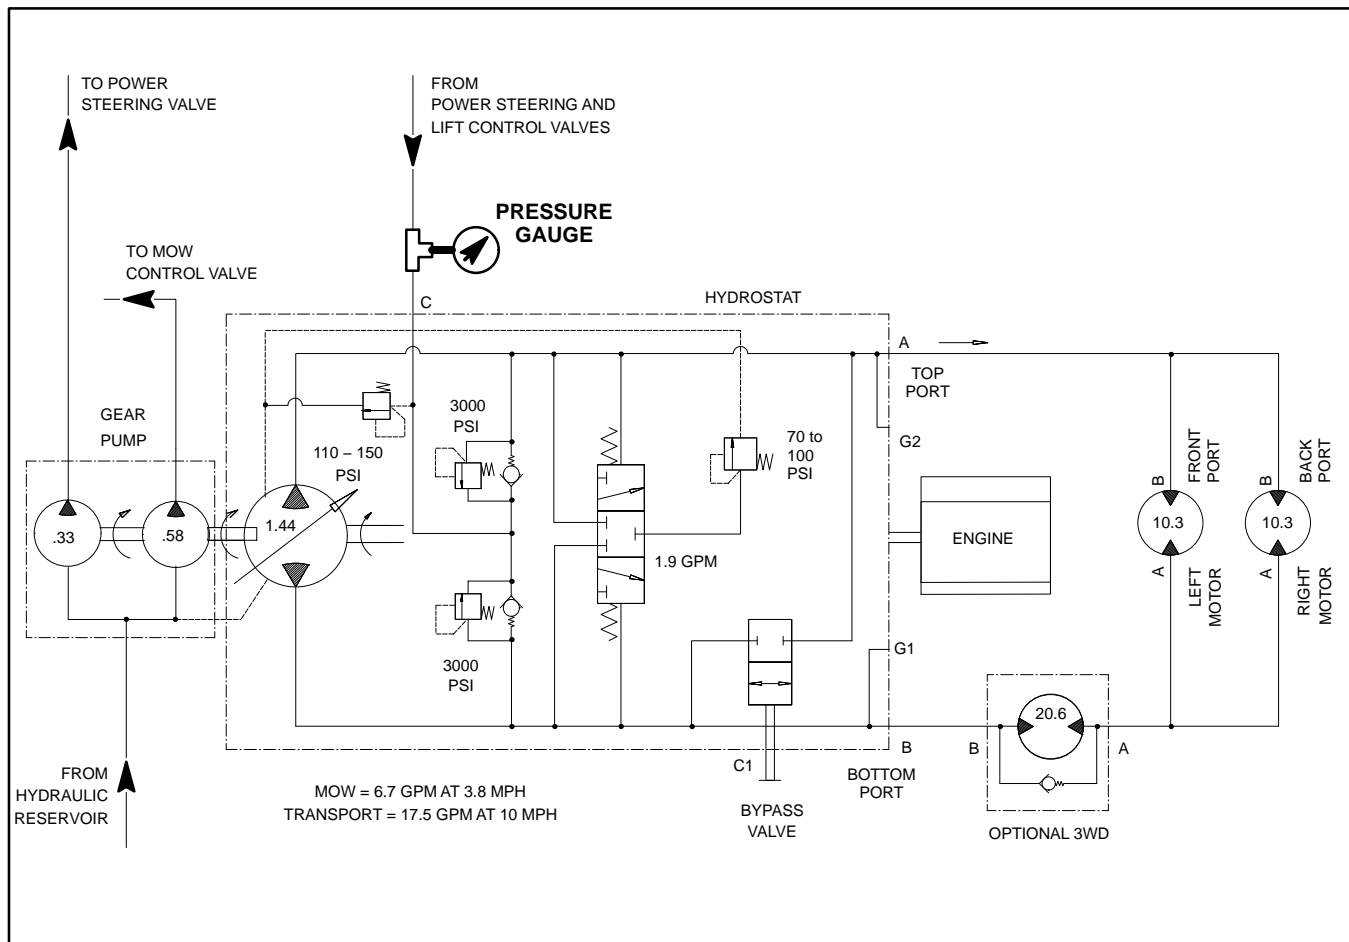 TO POWER
STEERING VALVE
FROM
POWER STEERING AND
LIFT CONTROL VALVES
PRESSURE
GAUGE
TO MOW
CONTROL VALVE
C
HYDROSTAT
A
TOP
PORT
GEAR
PUMP
3000
PSI
110 – 150
PSI
70 to
100
PSI
G2
B
FRONT
PORT
B
BACK
PORT
.33
.58
1.44
1.9 GPM
ENGINE
10.3
10.3
A
LEFT
MOTOR
A
RIGHT
MOTOR
3000
PSI
G1
20.6
B
A
B
BOTTOM
PORT
C1
BYPASS
VALVE
OPTIONAL 3WD
FROM
HYDRAULIC
RESERVOIR
MOW = 6.7 GPM AT 3.8 MPH
TRANSPORT = 17.5 GPM AT 10 MPH